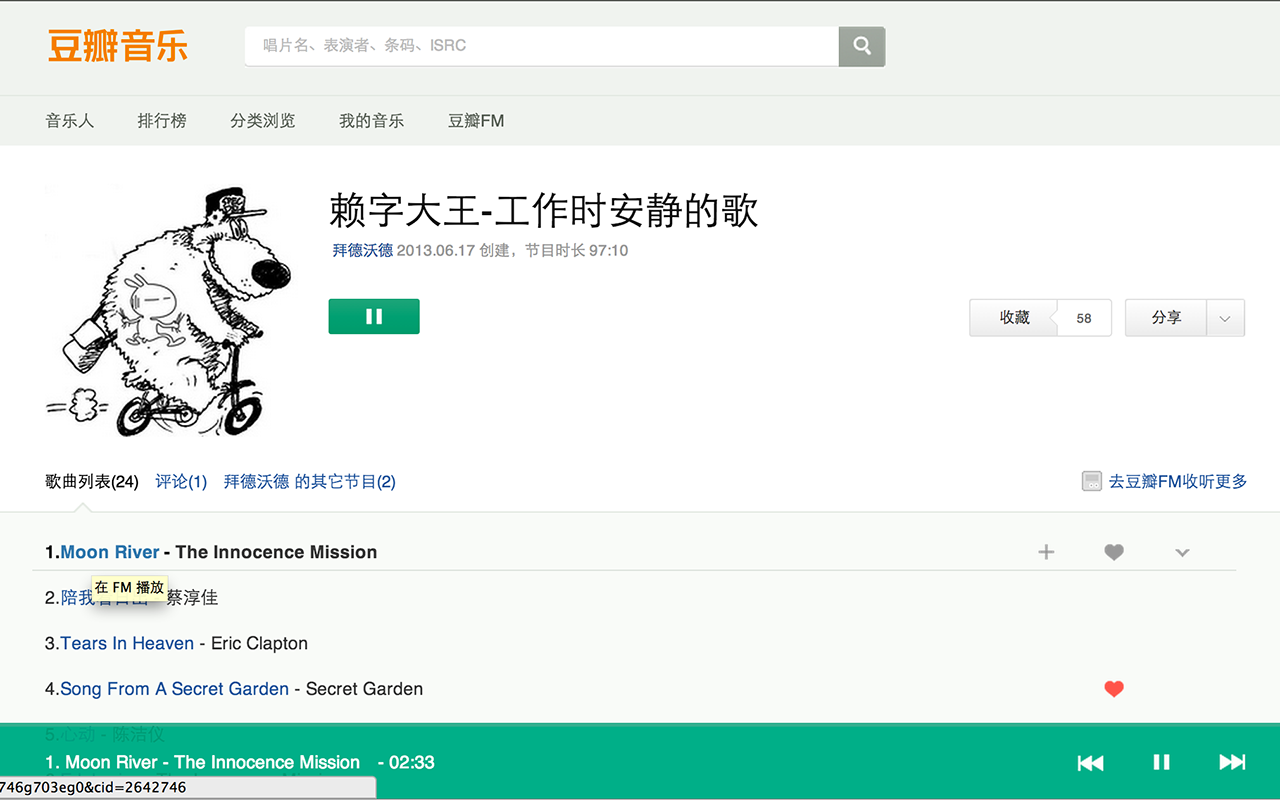 豆瓣音乐
唱片名、表演者、条码、ISRC
音乐人 排行榜 分类浏览 我的音乐 豆瓣FM
赖字大王-工作时安静的歌
拜德沃德 2013.06.17 创建，节目时长 97:10
收藏 58 分享
歌曲列表(24) 评论(1) 拜德沃德 的其它节目(2) 去豆瓣FM收听更多
1.Moon River - The Innocence Mission
在 FM 播放
2.陪我看日出 - 蔡淳佳
3.Tears In Heaven - Eric Clapton
4.Song From A Secret Garden - Secret Garden
5.心动 - 陈洁仪
1. Moon River - The Innocence Mission - 02:33
746g703eg0&cid=2642746